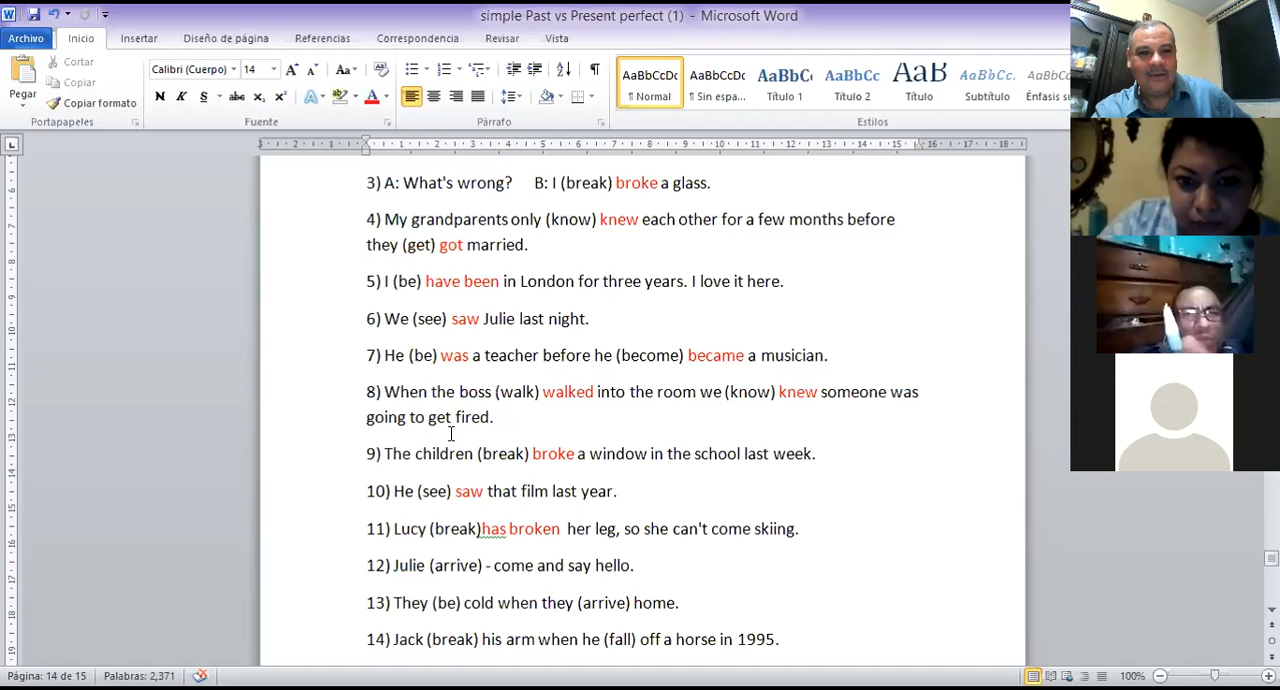 simple Past vs Present perfect (1) - Microsoft Word
Archivo Inicio Insertar Diseño de página Referencias Correspondencia Revisar Vista
Pegar
Cortar
Copiar
Copiar formato
Portapapeles
Calibri (Cuerpo) 14
Fuente
Párrafo
AaBbCcDc AaBbCcDc AaBbC AaBbCc AaB AaBbCc. AaBbCc
¶ Normal ¶ Sin espa... Título 1 Título 2 Título Subtítulo Énfasis
Estilos
3) A: What's wrong? B: I (break) broke a glass.
4) My grandparents only (know) knew each other for a few months before
they (get) got married.
5) I (be) have been in London for three years. I love it here.
6) We (see) saw Julie last night.
7) He (be) was a teacher before he (become) became a musician.
8) When the boss (walk) walked into the room we (know) knew someone was
going to get fired.
9) The children (break) broke a window in the school last week.
10) He (see) saw that film last year.
11) Lucy (break)has broken her leg, so she can't come skiing.
12) Julie (arrive) - come and say hello.
13) They (be) cold when they (arrive) home.
14) Jack (break) his arm when he (fall) off a horse in 1995.
Página: 14 de 15 Palabras: 2,371 100%